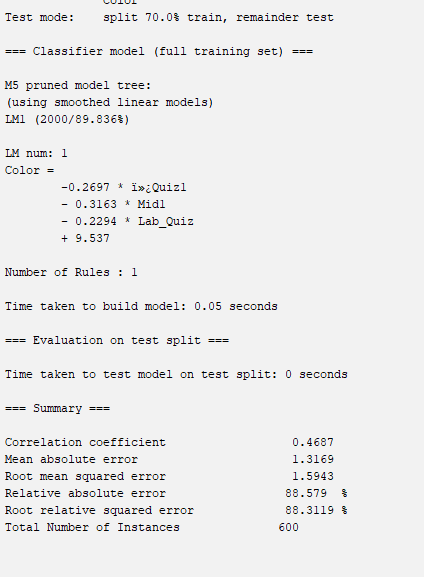 Color
Test mode:    split 70.0% train, remainder test
=== Classifier model (full training set) ===
M5 pruned model tree:
(using smoothed linear models)
LM1 (2000/89.836%)
LM num: 1
Color =
-0.2697 * ï»¿Quiz1
- 0.3163 * Mid1
- 0.2294 * Lab_Quiz
+ 9.537
Number of Rules : 1
Time taken to build model: 0.05 seconds
=== Evaluation on test split ===
Time taken to test model on test split: 0 seconds
=== Summary ===
Correlation coefficient                  0.4687
Mean absolute error                      1.3169
Root mean squared error                  1.5943
Relative absolute error                 88.579  %
Root relative squared error             88.3119 %
Total Number of Instances              600